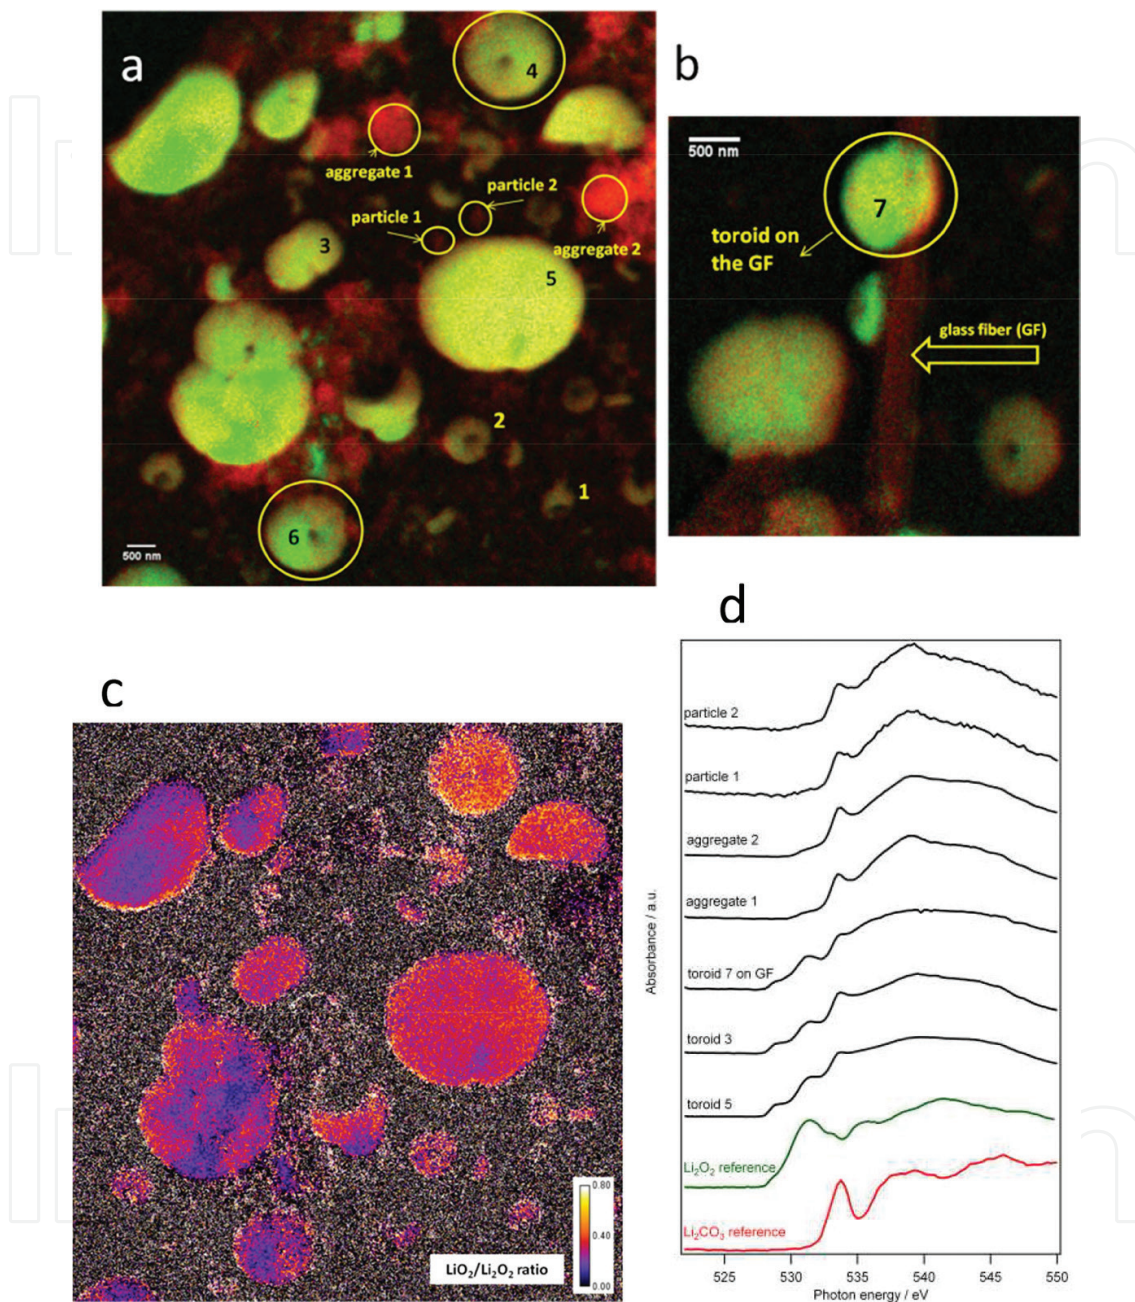 a
4
aggregate 1
particle 2
particle 1
aggregate 2
3
5
2
1
6
500 nm
b
500 nm
7
toroid on
the GF
glass fiber (GF)
c
0.80
0.40
0.00
LiO₂/Li₂O₂ ratio
d
particle 2
particle 1
aggregate 2
aggregate 1
toroid 7 on GF
toroid 3
toroid 5
Li₂O₂ reference
Li₂CO₃ reference
Absorbance / a.u.
525 530 535 540 545 550
Photon energy / eV